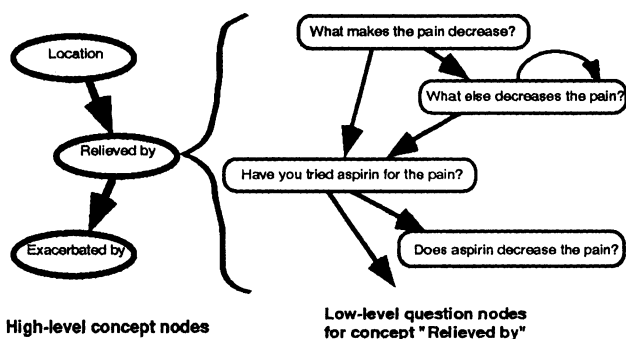 What makes the pain decrease?
Location
What else decreases the pain?
Relieved by
Have you tried aspirin for the pain?
Exacerbated by
Does aspirin decrease the pain?
High-level concept nodes
Low-level question nodes
for concept "Relieved by"